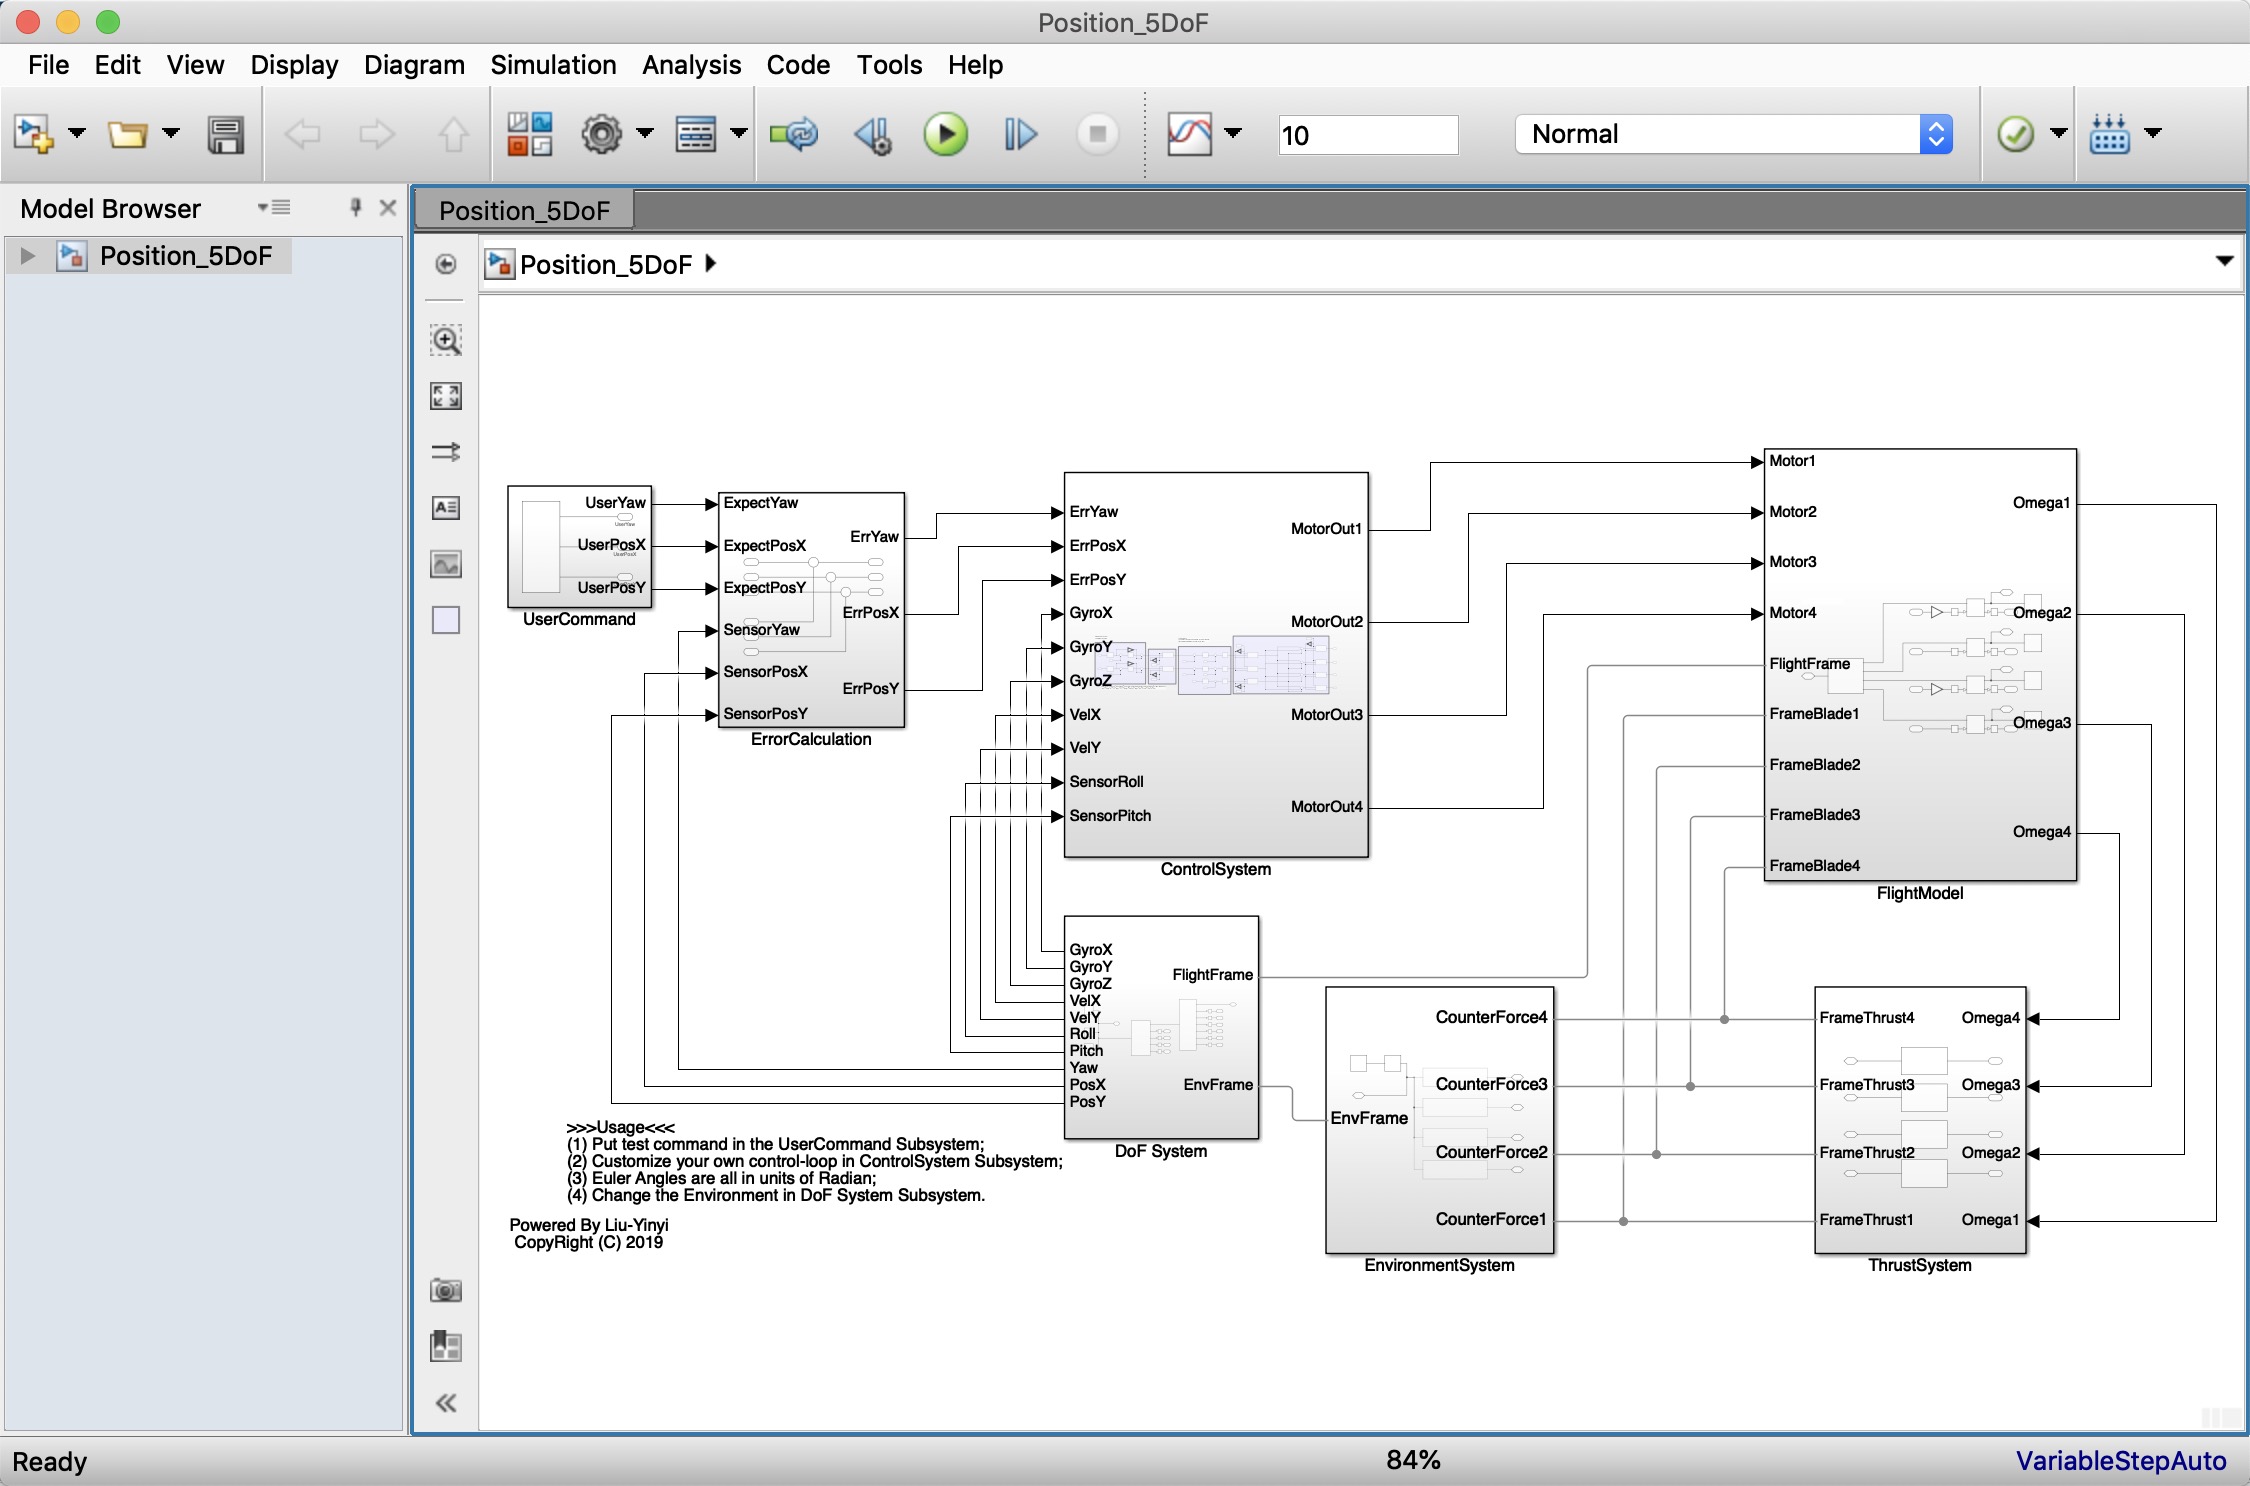 Position_5DoF
File Edit View Display Diagram Simulation Analysis Code Tools Help
10
Normal
Model Browser
Position_5DoF
Position_5DoF
Position_5DoF
UserYaw
UserPosX
UserPosY
UserCommand
ExpectYaw
ExpectPosX
ExpectPosY
SensorYaw
SensorPosX
SensorPosY
ErrYaw
ErrPosX
ErrPosY
ErrorCalculation
ErrYaw
ErrPosX
ErrPosY
GyroX
GyroY
GyroZ
VelX
VelY
SensorRoll
SensorPitch
MotorOut1
MotorOut2
MotorOut3
MotorOut4
ControlSystem
Motor1
Motor2
Motor3
Motor4
FlightFrame
FrameBlade1
FrameBlade2
FrameBlade3
FrameBlade4
Omega1
Omega2
Omega3
Omega4
FlightModel
GyroX
GyroY
GyroZ
VelX
VelY
Roll
Pitch
Yaw
PosX
PosY
FlightFrame
EnvFrame
DoF System
EnvFrame
CounterForce4
CounterForce3
CounterForce2
CounterForce1
EnvironmentSystem
FrameThrust4
FrameThrust3
FrameThrust2
FrameThrust1
Omega4
Omega3
Omega2
Omega1
ThrustSystem
>>>Usage<<<
(1) Put test command in the UserCommand Subsystem;
(2) Customize your own control-loop in ControlSystem Subsystem;
(3) Euler Angles are all in units of Radian;
(4) Change the Environment in DoF System Subsystem.
Powered By Liu-Yinyi
CopyRight (C) 2019
Ready
84%
VariableStepAuto